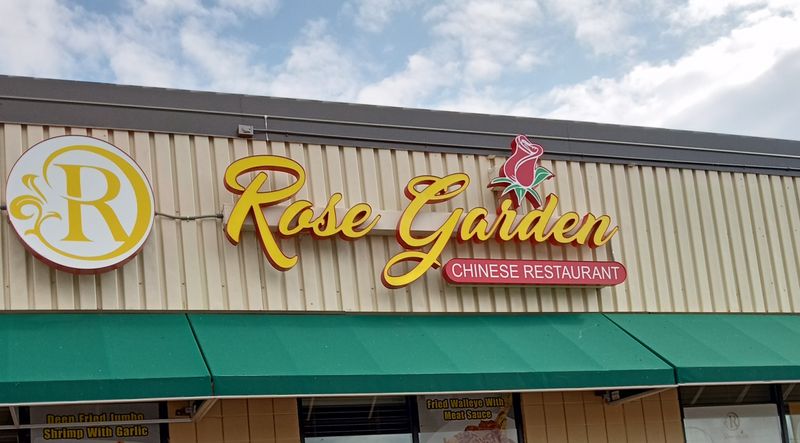 R
Rose Garden
CHINESE RESTAURANT
Deep Fried Jumbo
Shrimp With Garlic
Fried Walleye With
Meat Sauce
R